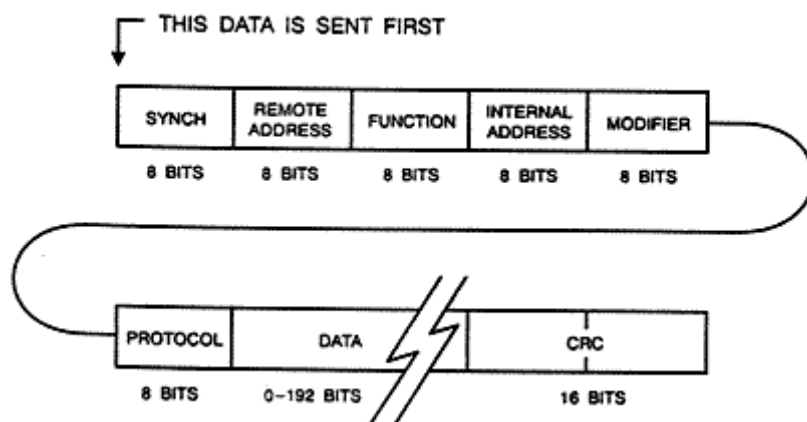 THIS DATA IS SENT FIRST
SYNCH REMOTE ADDRESS FUNCTION INTERNAL ADDRESS MODIFIER
8 BITS 8 BITS 8 BITS 8 BITS 8 BITS
PROTOCOL DATA CRC
8 BITS 0-192 BITS 16 BITS